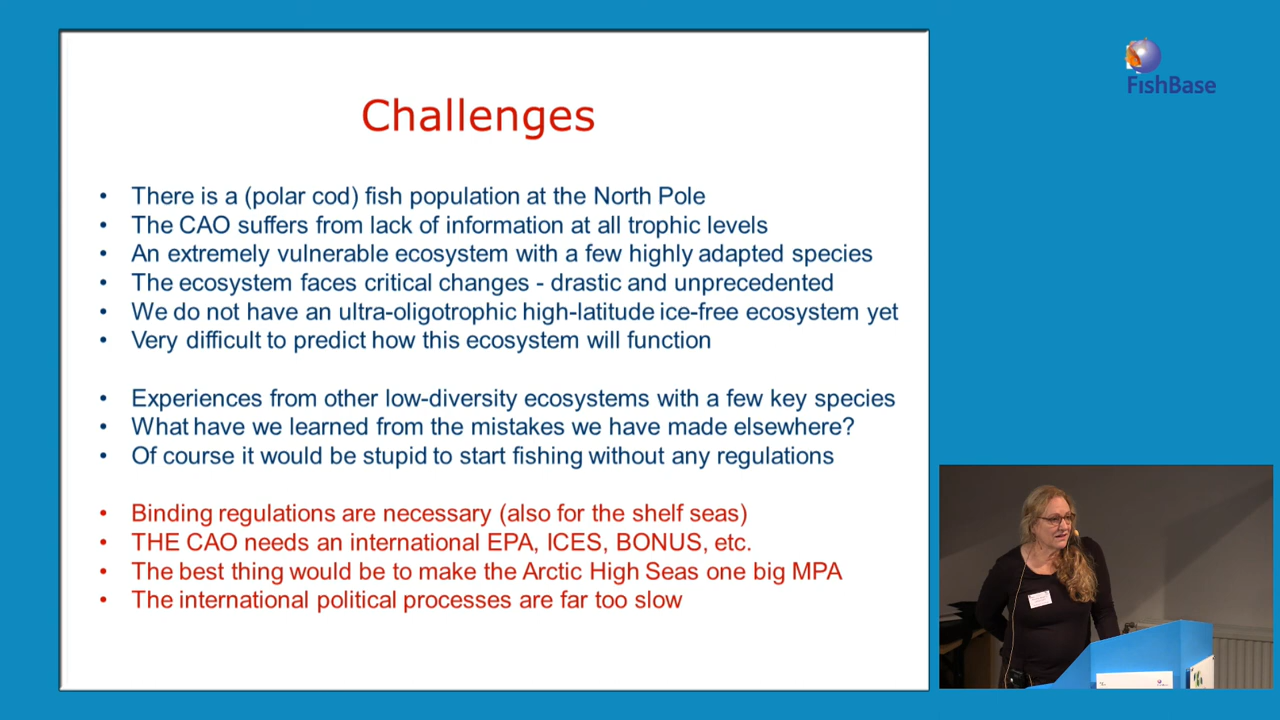 FishBase
Challenges
• There is a (polar cod) fish population at the North Pole
• The CAO suffers from lack of information at all trophic levels
• An extremely vulnerable ecosystem with a few highly adapted species
• The ecosystem faces critical changes - drastic and unprecedented
• We do not have an ultra-oligotrophic high-latitude ice-free ecosystem yet
• Very difficult to predict how this ecosystem will function
• Experiences from other low-diversity ecosystems with a few key species
• What have we learned from the mistakes we have made elsewhere?
• Of course it would be stupid to start fishing without any regulations
• Binding regulations are necessary (also for the shelf seas)
• THE CAO needs an international EPA, ICES, BONUS, etc.
• The best thing would be to make the Arctic High Seas one big MPA
• The international political processes are far too slow